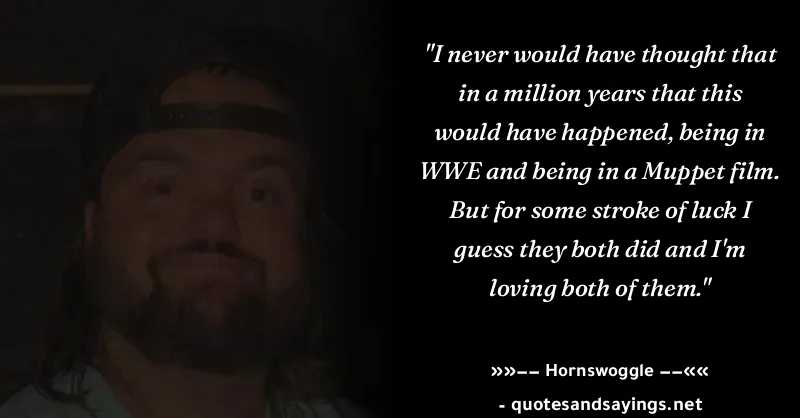 "I never would have thought that
in a million years that this
would have happened, being in
WWE and being in a Muppet film.
But for some stroke of luck I
guess they both did and I'm
loving both of them."
»»–– Hornswoggle ––««
- quotesandsayings.net